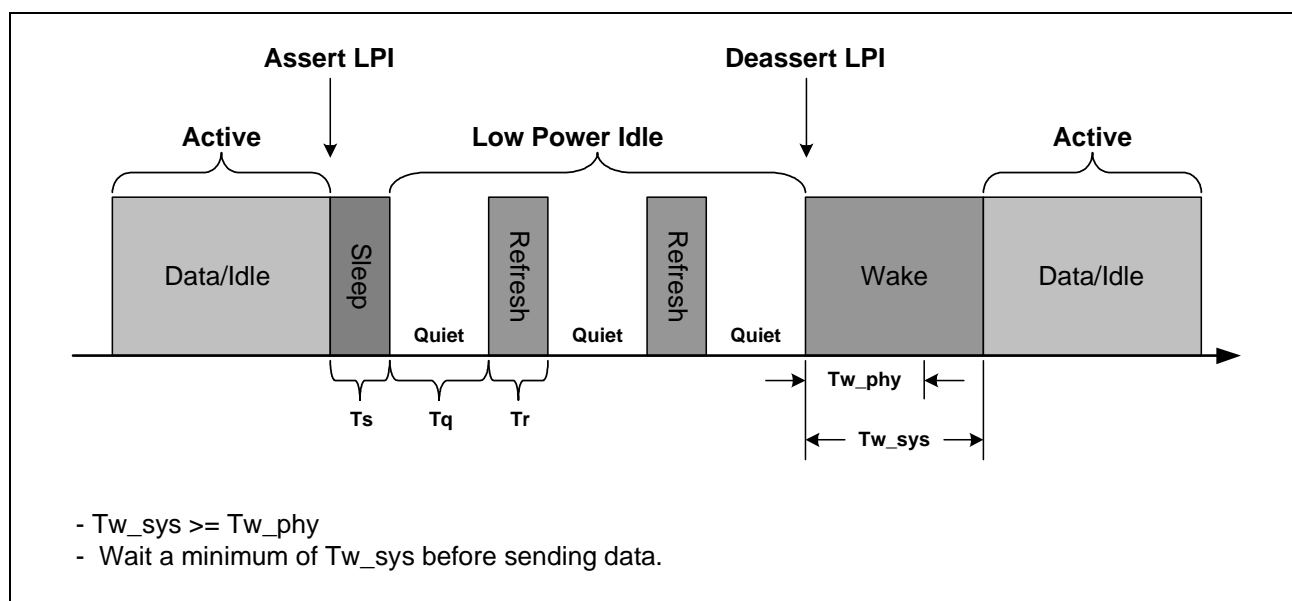 Assert LPI
Deassert LPI
Active
Low Power Idle
Active
Data/Idle
Sleep
Quiet
Refresh
Quiet
Refresh
Quiet
Wake
Data/Idle
Ts
Tq
Tr
Tw_phy
Tw_sys
- Tw_sys >= Tw_phy
- Wait a minimum of Tw_sys before sending data.